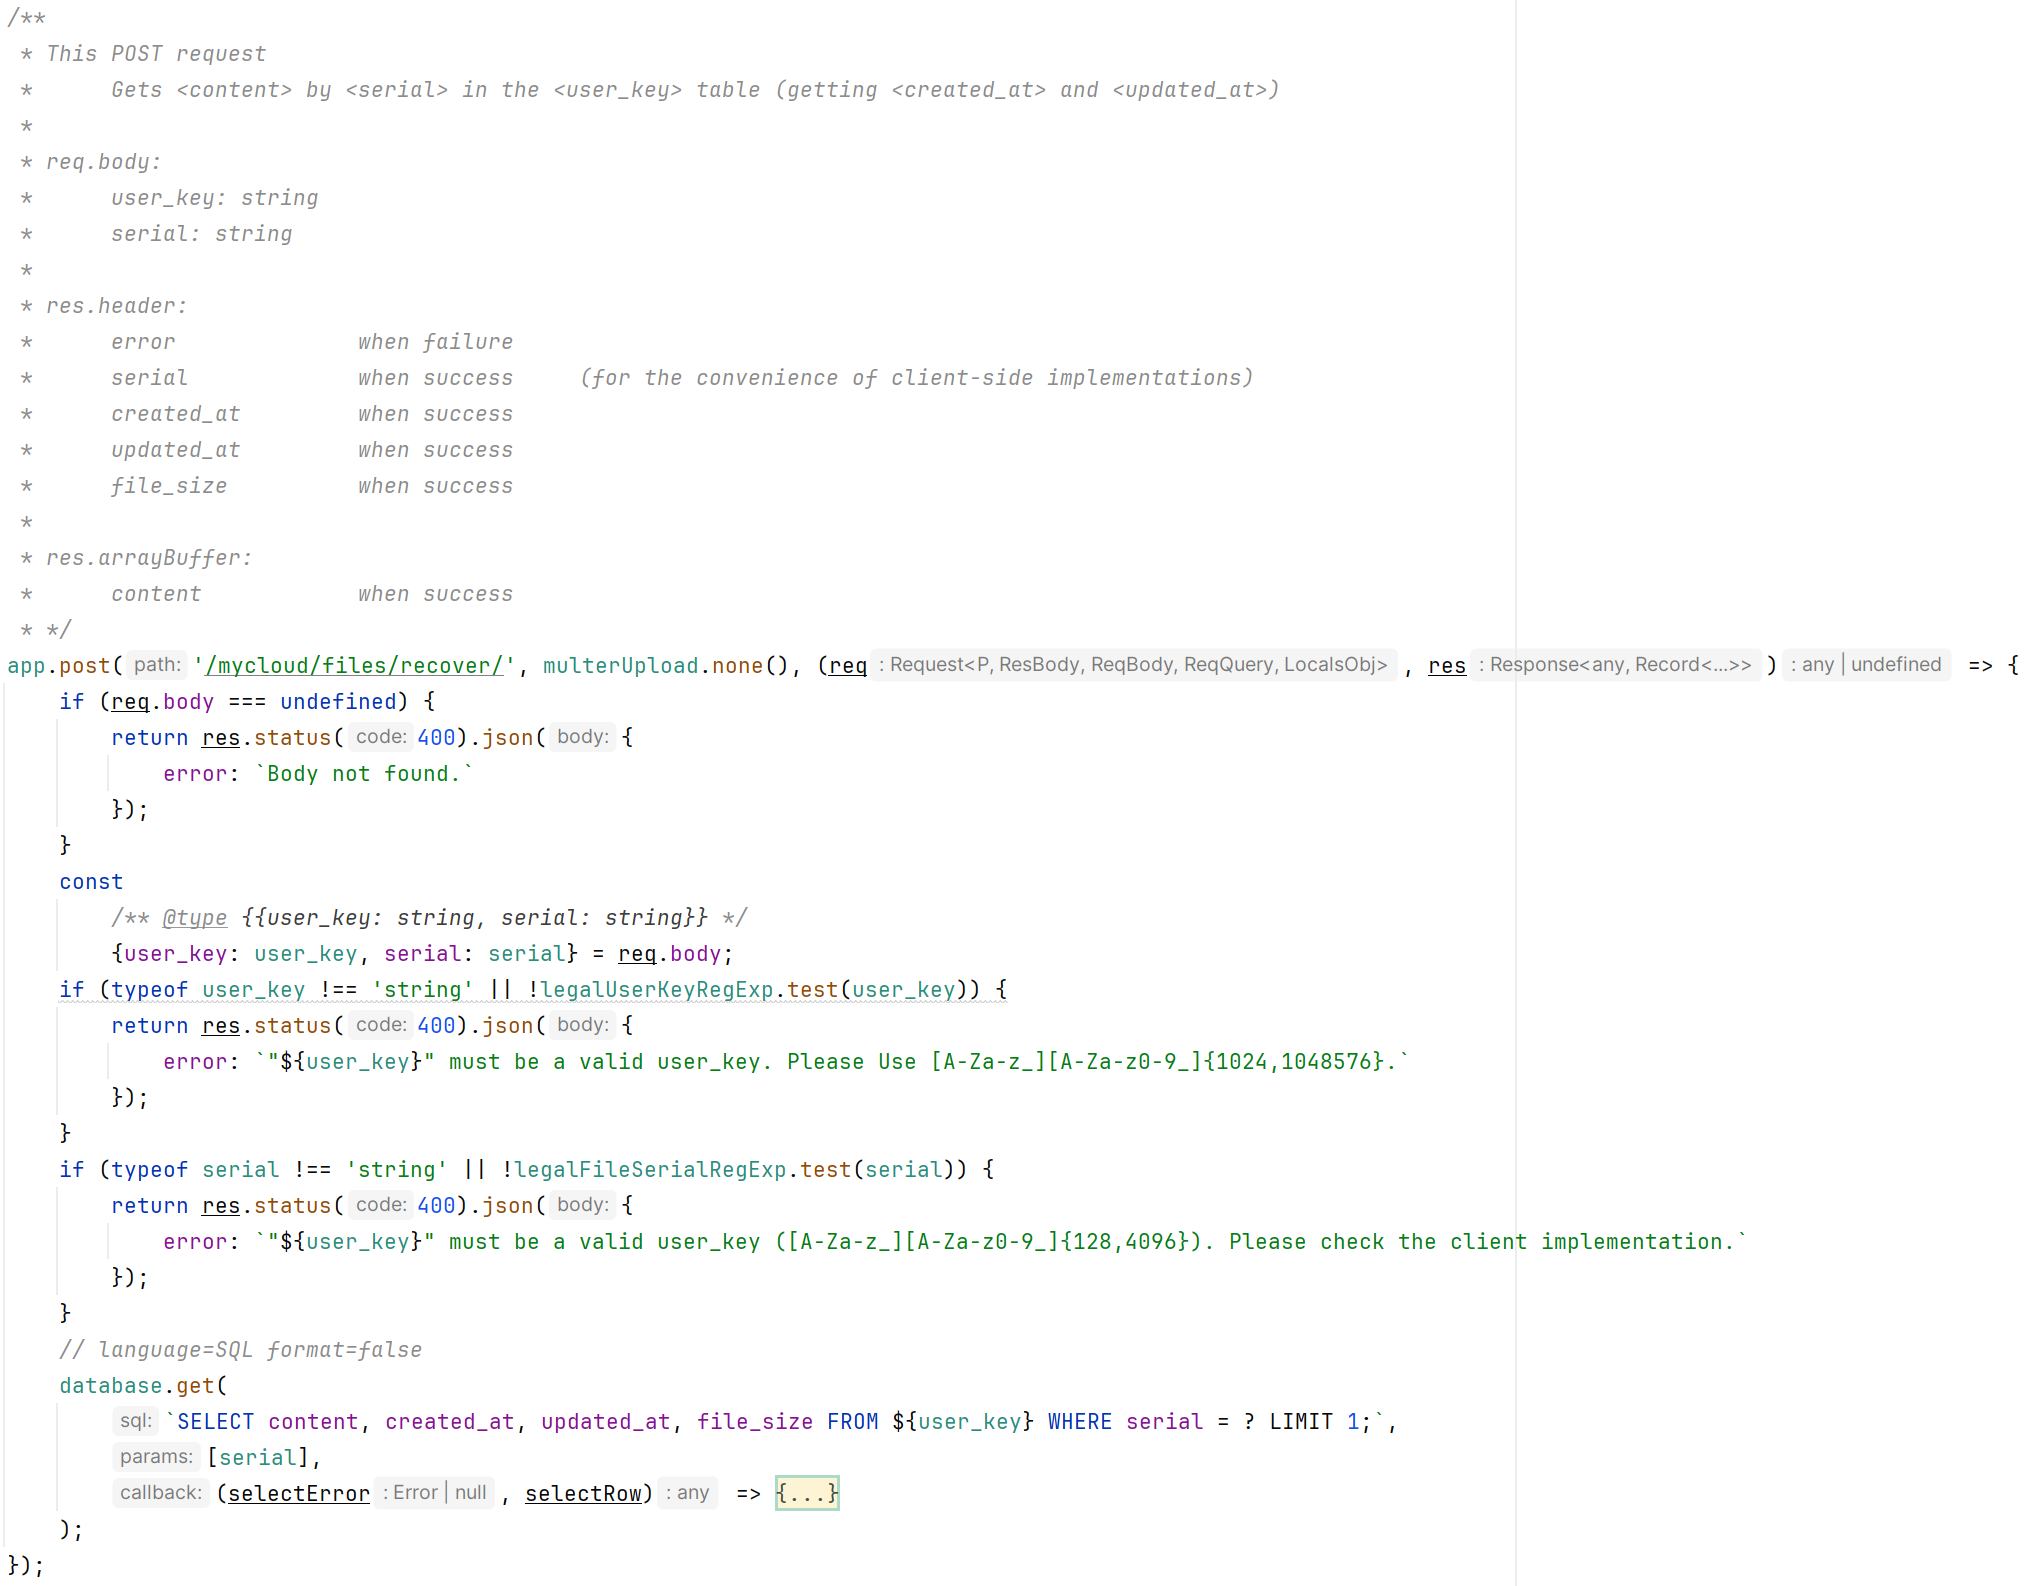 /**
 * This POST request
 *      Gets <content> by <serial> in the <user_key> table (getting <created_at> and <updated_at>)
 *
 * req.body:
 *      user_key: string
 *      serial: string
 *
 * res.header:
 *      error              when failure
 *      serial             when success     (for the convenience of client-side implementations)
 *      created_at         when success
 *      updated_at         when success
 *      file_size          when success
 *
 * res.arrayBuffer:
 *      content            when success
 * */
app.post( path: '/mycloud/files/recover/', multerUpload.none(), (req : Request<P, ResBody, ReqBody, ReqQuery, LocalsObj> , res : Response<any, Record<...>> ) : any | undefined => {
    if (req.body === undefined) {
        return res.status( code: 400).json( body: {
            error: `Body not found.`
        });
    }
    const
        /** @type {{user_key: string, serial: string}} */
        {user_key: user_key, serial: serial} = req.body;
    if (typeof user_key !== 'string' || !legalUserKeyRegExp.test(user_key)) {
        return res.status( code: 400).json( body: {
            error: `"${user_key}" must be a valid user_key. Please Use [A-Za-z_][A-Za-z0-9_]{1024,1048576}.`
        });
    }
    if (typeof serial !== 'string' || !legalFileSerialRegExp.test(serial)) {
        return res.status( code: 400).json( body: {
            error: `"${user_key}" must be a valid user_key ([A-Za-z_][A-Za-z0-9_]{128,4096}). Please check the client implementation.`
        });
    }
    // language=SQL format=false
    database.get(
        sql: `SELECT content, created_at, updated_at, file_size FROM ${user_key} WHERE serial = ? LIMIT 1;`,
        params: [serial],
        callback: (selectError : Error | null , selectRow) : any => {...}
    );
});